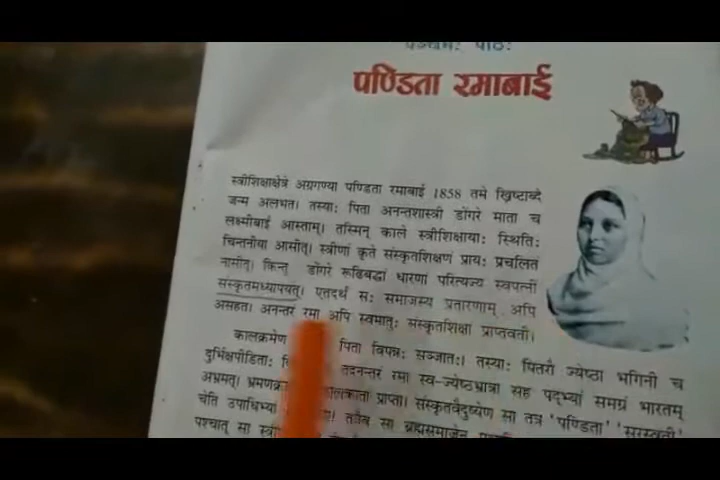 पञ्चमः पाठः
पण्डिता रमाबाई
स्त्रीशिक्षाक्षेत्रे अग्रगण्या पण्डिता रमाबाई 1858 तमे ख्रिष्टाब्दे
जन्म अलभत। तस्याः पिता अनन्तशास्त्री डोंगरे माता च
लक्ष्मीबाई आस्ताम्। तस्मिन् काले स्त्रीशिक्षायाः स्थितिः
चिन्तनीया आसीत्। स्त्रीणां कृते संस्कृतशिक्षणं प्रायः प्रचलितं
नासीत्। किन्तु डोंगरे रूढिबद्धां धारणां परित्यज्य स्वपत्नीं
संस्कृतमध्यापयत्। एतदर्थं सः समाजस्य प्रतारणाम् अपि
असहत। अनन्तरं रमा अपि स्वमातुः संस्कृतशिक्षां प्राप्तवती।
कालक्रमेण पिता विपन्नः सञ्जातः। तस्याः पितरौ ज्येष्ठा भगिनी च
दुर्भिक्षपीडिताः तदनन्तरं रमा स्व-ज्येष्ठभ्रात्रा सह पद्भ्यां समग्रं भारतम्
अभ्रमत्। प्राप्ता। संस्कृतवैदुष्येण सा तत्र 'पण्डिता' 'सरस्वती'
चेति उपाधिभ्यां तत्रैव सा ब्रह्मसमाजेन
पश्चात् सा